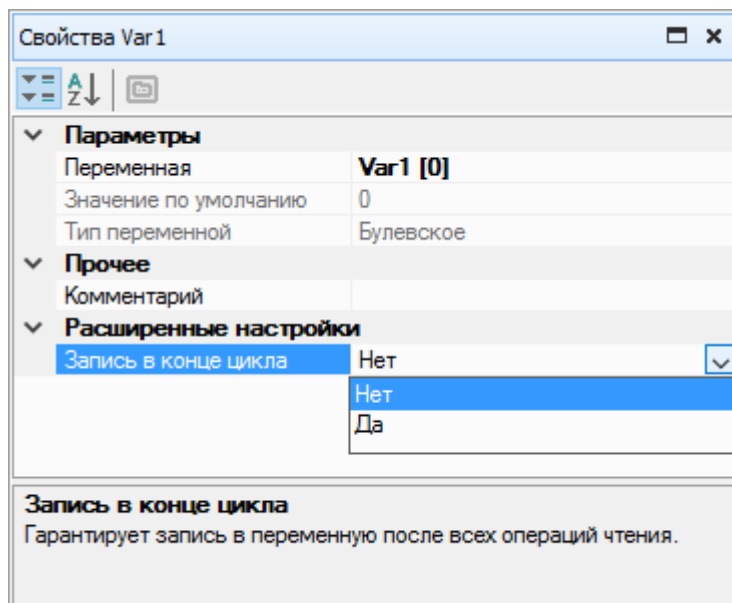 Свойства Var1
A
Z
Параметры
Переменная Var1 [0]
Значение по умолчанию 0
Тип переменной Булевское
Прочее
Комментарий
Расширенные настройки
Запись в конце цикла Нет
Нет
Да
Запись в конце цикла
Гарантирует запись в переменную после всех операций чтения.